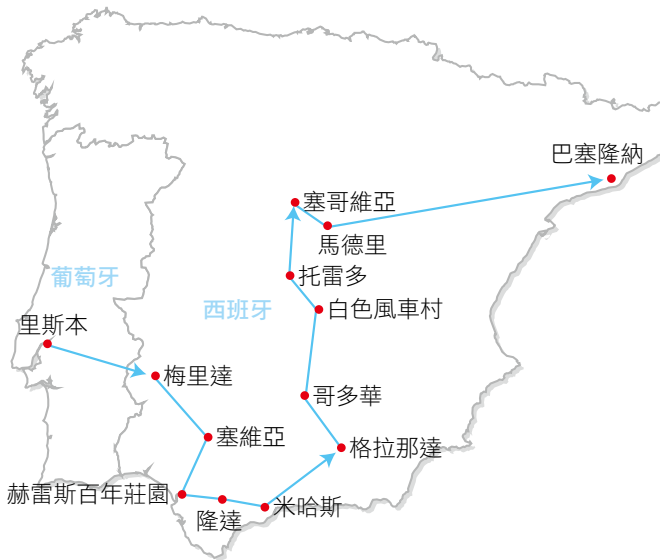 巴塞隆納
塞哥維亞
馬德里
葡萄牙
托雷多
西班牙
白色風車村
里斯本
梅里達
哥多華
塞維亞
格拉那達
赫雷斯百年莊園
隆達
米哈斯